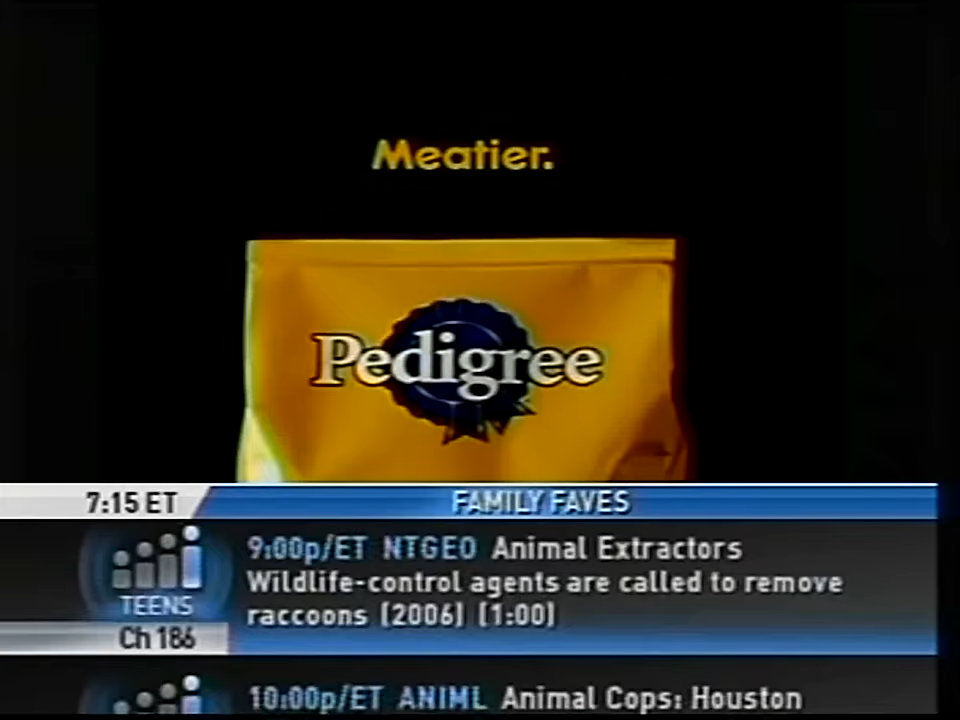 Meatier.
Pedigree
7:15 ET
FAMILY FAVES
9:00p/ET NTGEO Animal Extractors
Wildlife-control agents are called to remove
raccoons (2006) (1:00)
TEENS
Ch 186
10:00p/ET ANIML Animal Cops: Houston